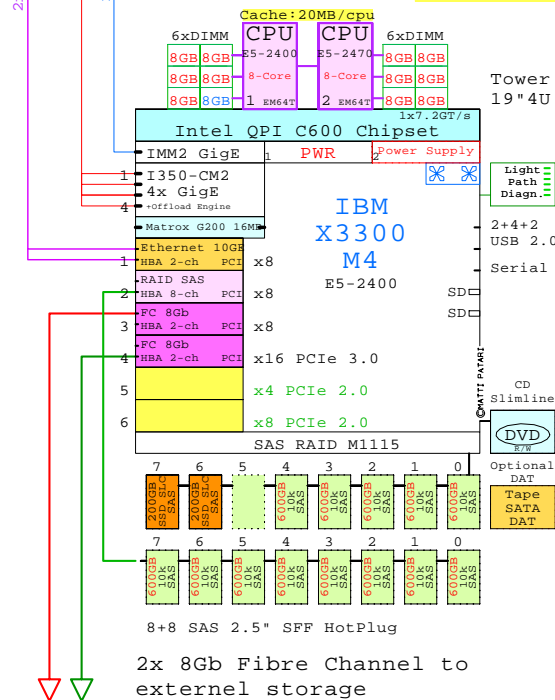 Cache:20MB/cpu
6xDIMM CPU CPU 6xDIMM
8GB 8GB E5-2400 E5-2470 8GB 8GB
8GB 8GB 8-Core 8-Core 8GB 8GB
8GB 8GB 1 EM64T 2 EM64T 8GB 8GB
Tower
19"4U
1x7.2GT/s
Intel QPI C600 Chipset
IMM2 GigE 1 PWR 2 Power Supply
1 I350-CM2
4x GigE
4 +Offload Engine
Light
Path
Diagn.
Matrox G200 16MB
IBM
X3300
M4
E5-2400
2+4+2
USB 2.0
Serial
SD
SD
Ethernet 10GE
1 HBA 2-ch PCI x8
RAID SAS
2 HBA 8-ch PCI x8
FC 8Gb
3 HBA 2-ch PCI x8
FC 8Gb
4 HBA 2-ch PCI x16 PCIe 3.0
5 x4 PCIe 2.0
6 x8 PCIe 2.0
©MATTI PATARI
SAS RAID M1115
CD
Slimline
DVD
R/W
Optional
DAT
Tape
SATA
DAT
7 6 5 4 3 2 1 0
200GB SSD SLC SAS
200GB SSD SLC SAS
600GB 10k SAS
600GB 10k SAS
600GB 10k SAS
600GB 10k SAS
600GB 10k SAS
7 6 5 4 3 2 1 0
600GB 10k SAS
600GB 10k SAS
600GB 10k SAS
600GB 10k SAS
600GB 10k SAS
600GB 10k SAS
600GB 10k SAS
600GB 10k SAS
8+8 SAS 2.5" SFF HotPlug
2x 8Gb Fibre Channel to
externel storage